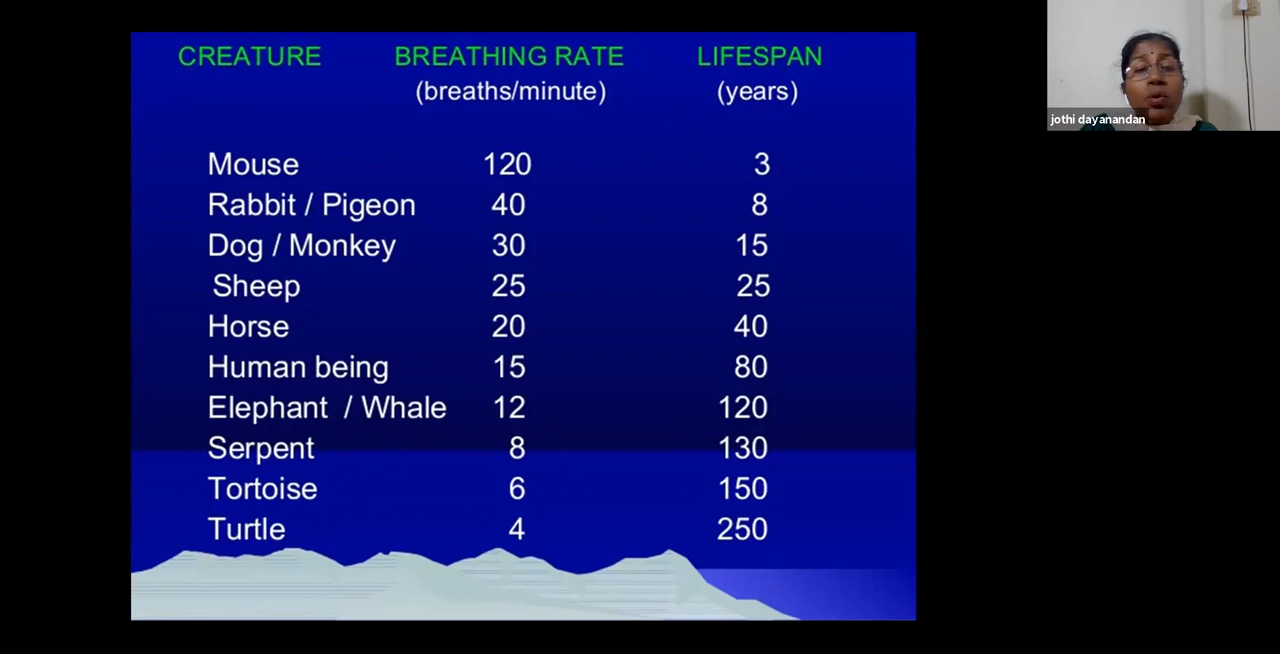 CREATURE BREATHING RATE LIFESPAN
(breaths/minute) (years)
Mouse 120 3
Rabbit / Pigeon 40 8
Dog / Monkey 30 15
Sheep 25 25
Horse 20 40
Human being 15 80
Elephant / Whale 12 120
Serpent 8 130
Tortoise 6 150
Turtle 4 250
jothi dayanandan